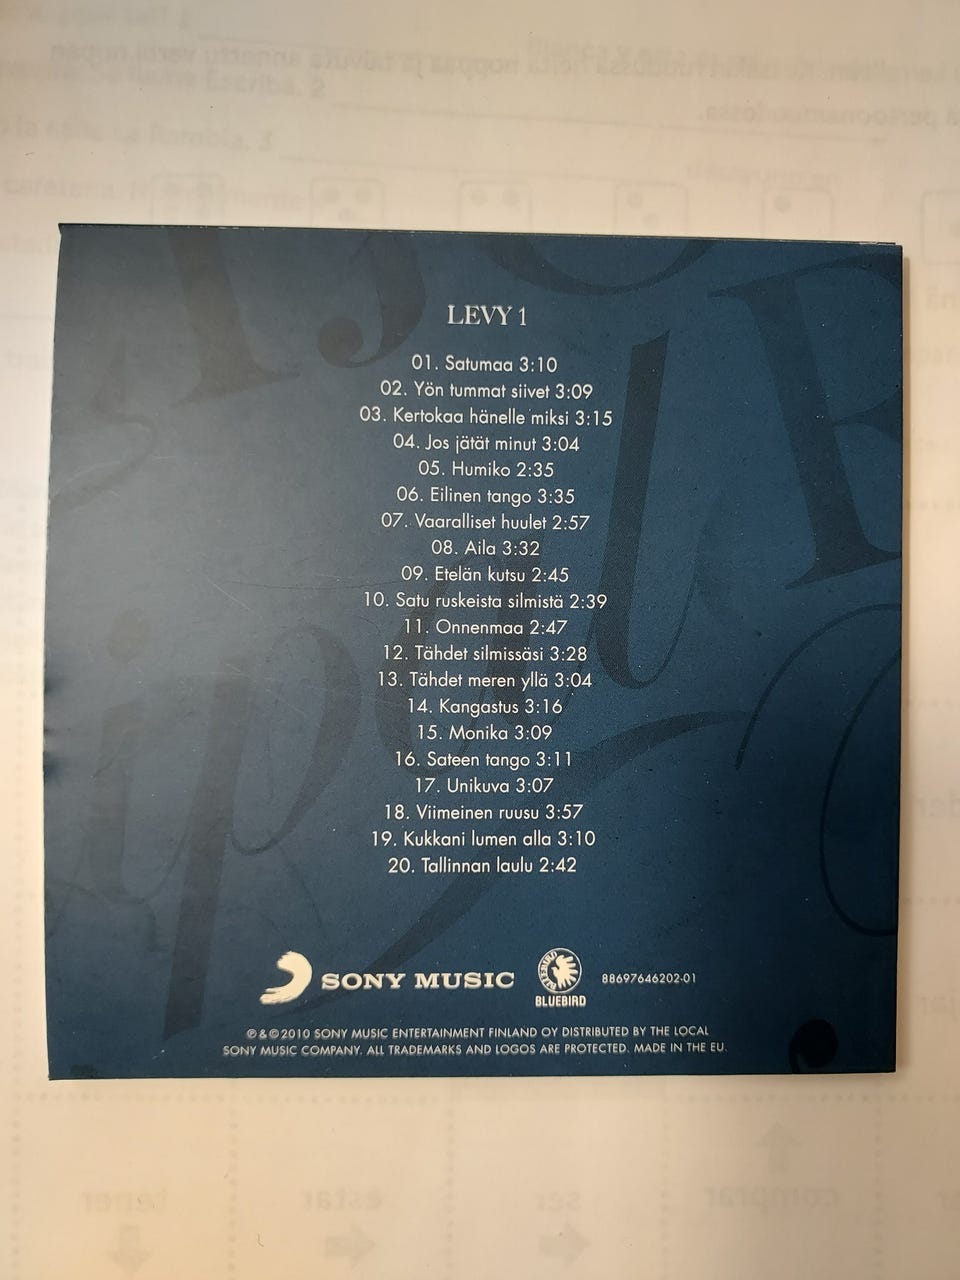 LEVY 1
01. Satumaa 3:10
02. Yön tummat siivet 3:09
03. Kertokaa hänelle miksi 3:15
04. Jos jätät minut 3:04
05. Humiko 2:35
06. Eilinen tango 3:35
07. Vaaralliset huulet 2:57
08. Aila 3:32
09. Etelän kutsu 2:45
10. Satu ruskeista silmistä 2:39
11. Onnenmaa 2:47
12. Tähdet silmissäsi 3:28
13. Tähdet meren yllä 3:04
14. Kangastus 3:16
15. Monika 3:09
16. Sateen tango 3:11
17. Unikuva 3:07
18. Viimeinen ruusu 3:57
19. Kukkani lumen alla 3:10
20. Tallinnan laulu 2:42
SONY MUSIC
BLUEBIRD
BLUEBIRD
88697646202-01
℗ & © 2010 SONY MUSIC ENTERTAINMENT FINLAND OY DISTRIBUTED BY THE LOCAL
SONY MUSIC COMPANY. ALL TRADEMARKS AND LOGOS ARE PROTECTED. MADE IN THE EU.
tener
estar
ser
comprar